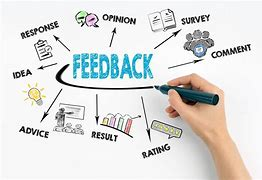 OPINION
SURVEY
RESPONSE
COMMENT
FEEDBACK
IDEA
ADVICE
RESULT
RATING